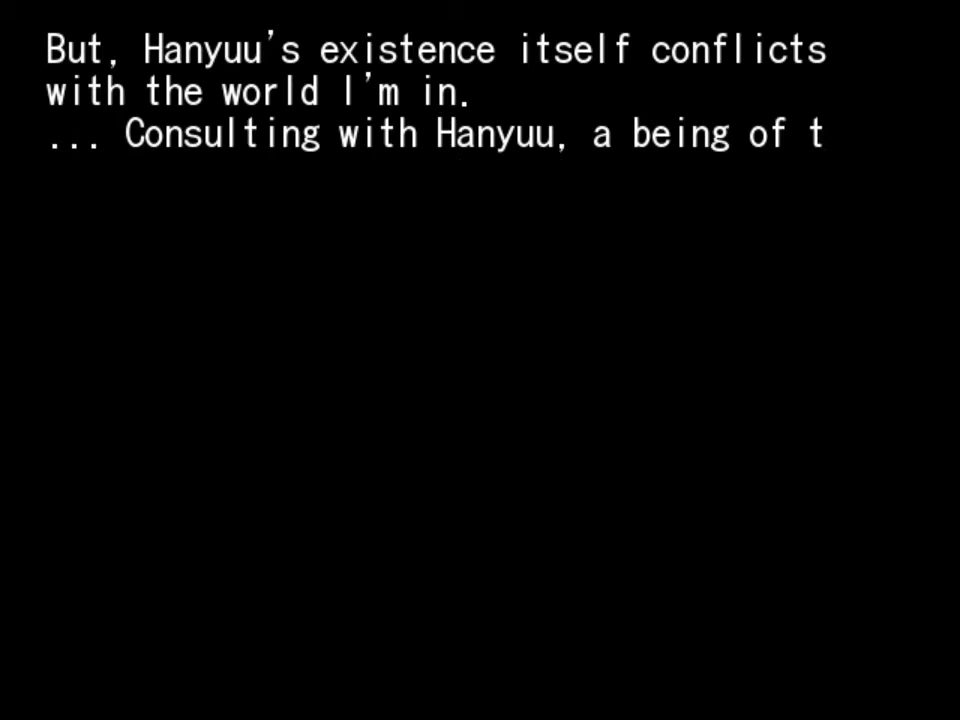 But, Hanyuu's existence itself conflicts
with the world I'm in.
... Consulting with Hanyuu, a being of t